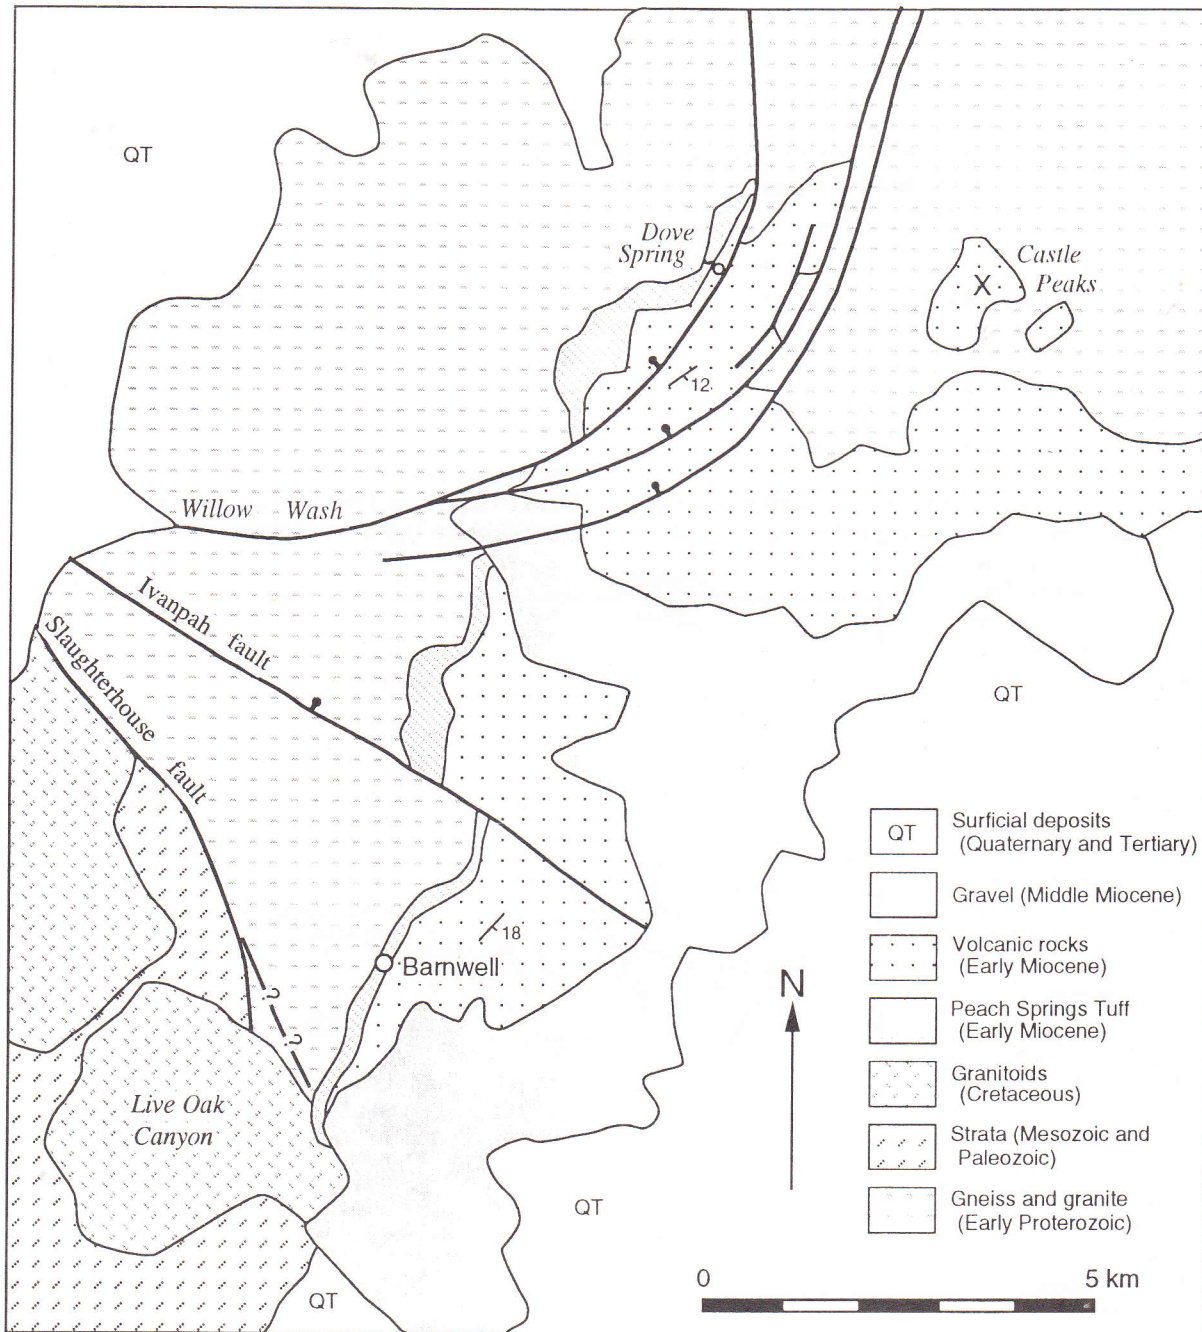 QT
Dove
Spring
Castle
Peaks
X
12
Willow Wash
Ivanpah fault
Slaughterhouse fault
QT
18
Barnwell
?
?
Live Oak
Canyon
QT
QT
N
QT
Surficial deposits
(Quaternary and Tertiary)
Gravel (Middle Miocene)
Volcanic rocks
(Early Miocene)
Peach Springs Tuff
(Early Miocene)
Granitoids
(Cretaceous)
Strata (Mesozoic and
Paleozoic)
Gneiss and granite
(Early Proterozoic)
0
5 km